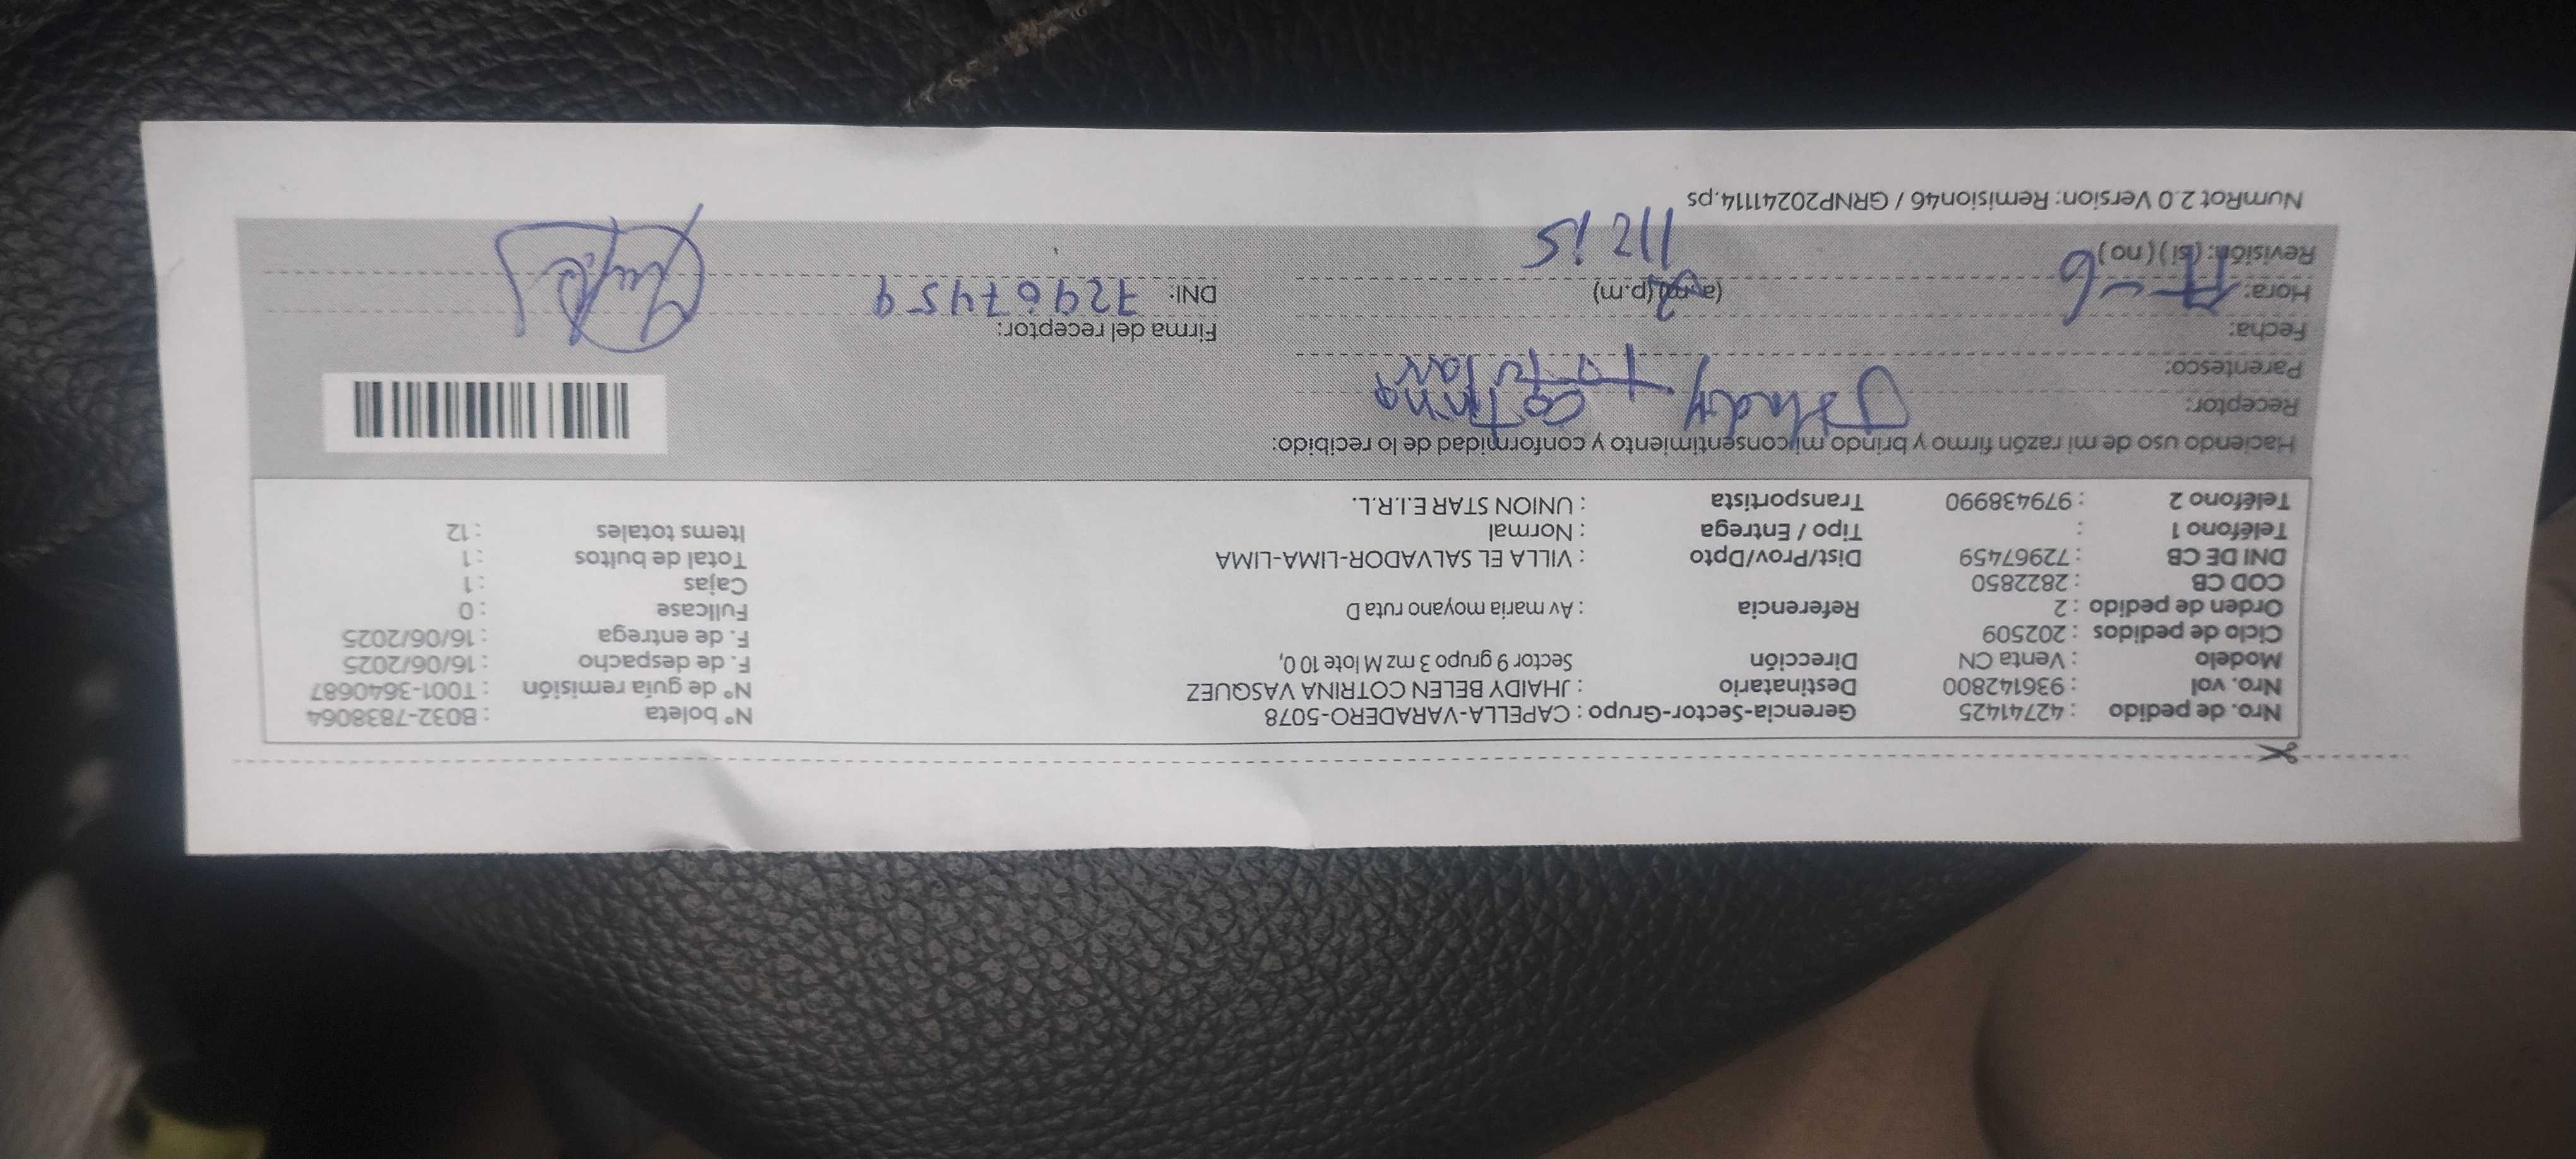 Nro. de pedido : 42741425 Gerencia-Sector-Grupo : CAPELLA-VARADERO-5078 N° boleta : B032-7838064
Nro. vol : 936142800 Destinatario : JHAIDY BELEN COTRINA VASQUEZ N° de guía remisión : T001-3640687
Modelo : Venta CN Dirección Sector 9 grupo 3 mz M lote 10 0, F. de despacho : 16/06/2025
Ciclo de pedidos : 202509 F. de entrega : 16/06/2025
Orden de pedido : 2 Referencia : Av maria moyano ruta D Fullcase : 0
COD CB : 2822850 Cajas : 1
DNI DE CB : 72967459 Dist/Prov/Dpto : VILLA EL SALVADOR-LIMA-LIMA Total de bultos : 1
Teléfono 1 : Tipo / Entrega : Normal Items totales : 12
Teléfono 2 : 979438990 Transportista : UNION STAR E.I.R.L.
Haciendo uso de mi razón firmo y brindo mi consentimiento y conformidad de lo recibido:
Receptor: Cotrina
Parentesco: titular
Fecha: Firma del receptor:
Hora: (a.m) (p.m) DNI: 72967459
Revisión: (si) ( no )
NumRot 2.0 Version: Remision46 / GRNP20241114.ps